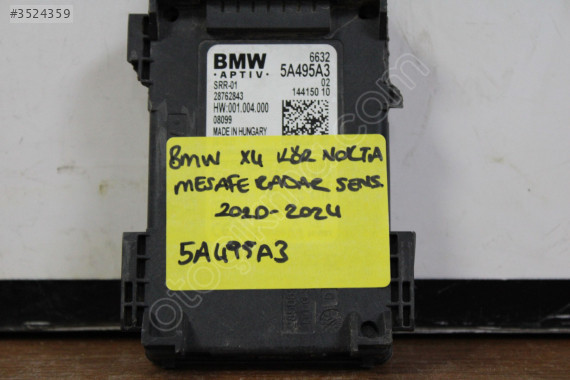 #3524359
BMW 6632
·APTIV· 5A495A3
SRR-01 02
28762843 144150 10
HW:001.004.000
08099
MADE IN HUNGARY
BMW X4 KÖR NOKTA
MESAFE RADAR SENS.
2020-2024
5A495A3